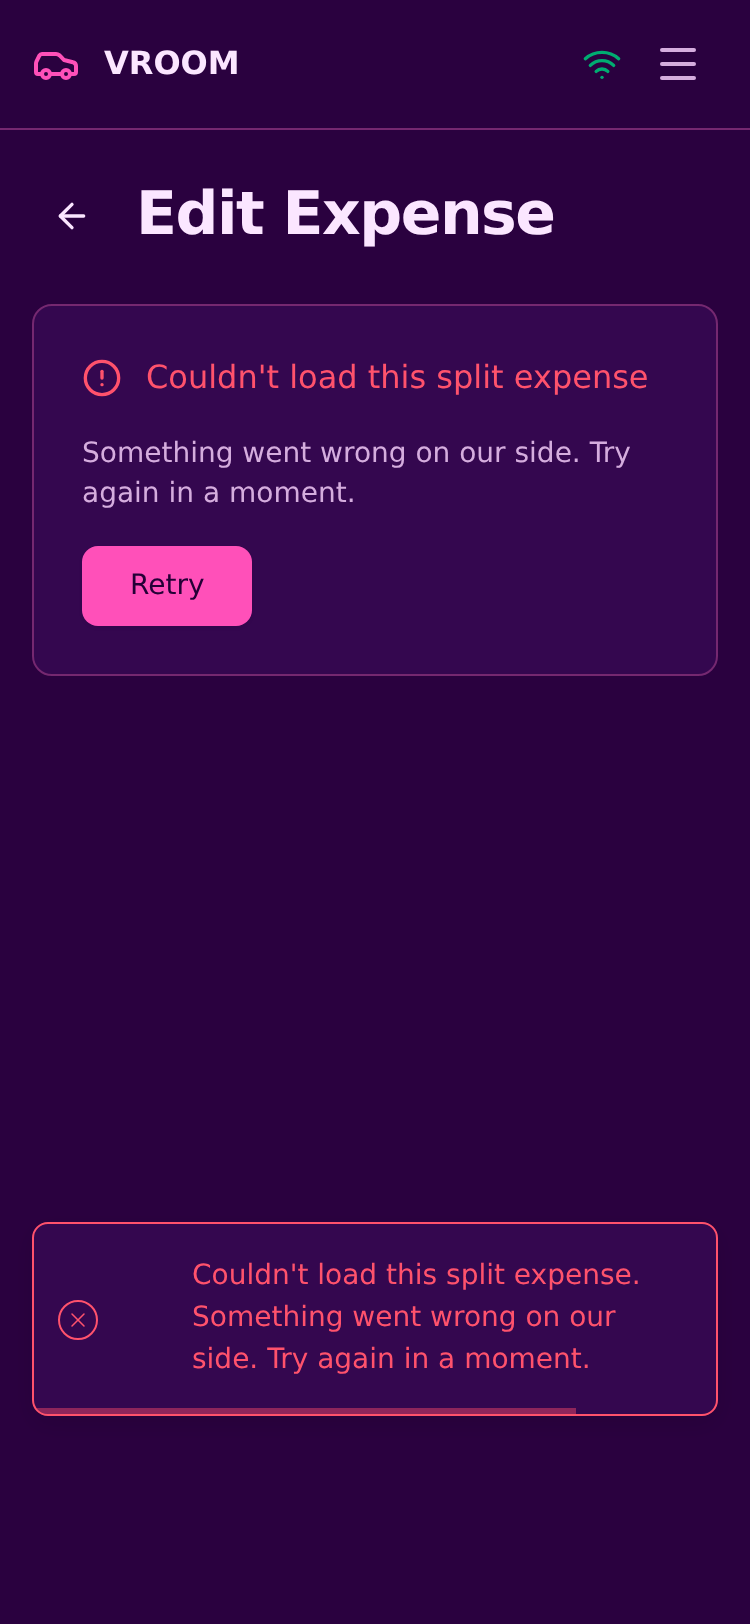 VROOM
Edit Expense
Couldn't load this split expense
Something went wrong on our side. Try
again in a moment.
Retry
Couldn't load this split expense.
Something went wrong on our
side. Try again in a moment.